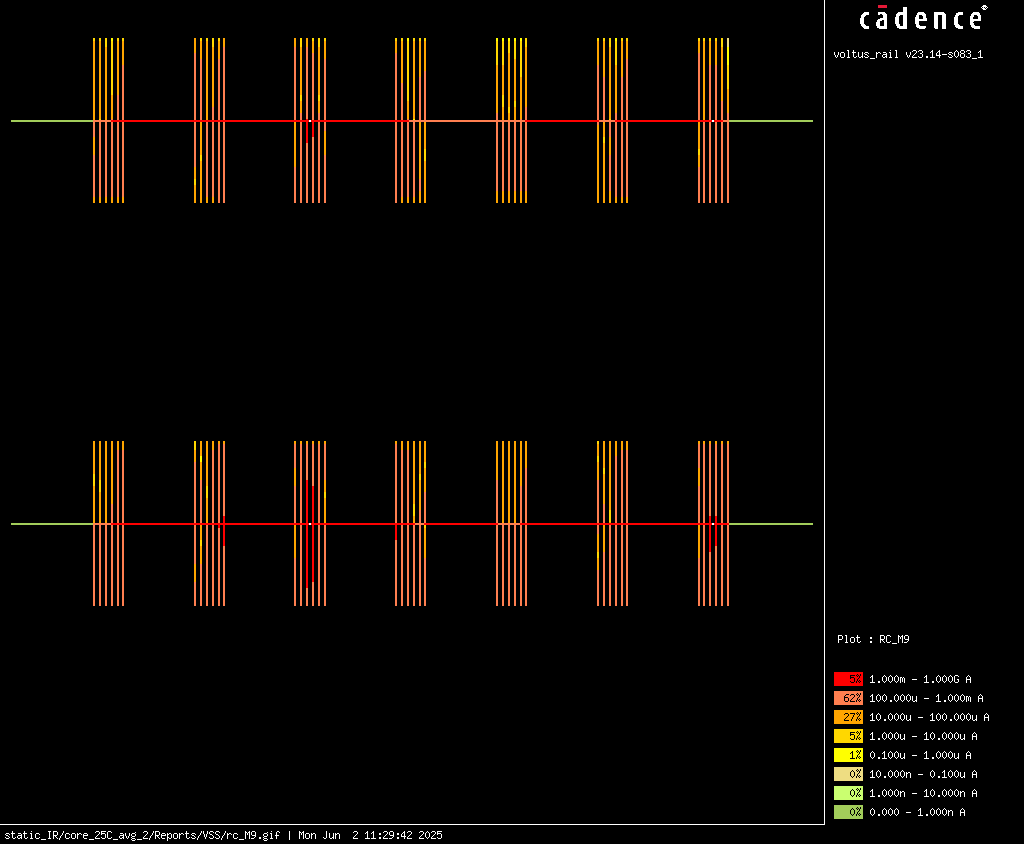 cādence®
voltus_rail v23.14-s083_1
Plot : RC_M9
5% 1.000m - 1.000G A
62% 100.000u - 1.000m A
27% 10.000u - 100.000u A
5% 1.000u - 10.000u A
1% 0.100u - 1.000u A
0% 10.000n - 0.100u A
0% 1.000n - 10.000n A
0% 0.000 - 1.000n A
static_IR/core_25C_avg_2/Reports/VSS/rc_M9.gif | Mon Jun  2 11:29:42 2025